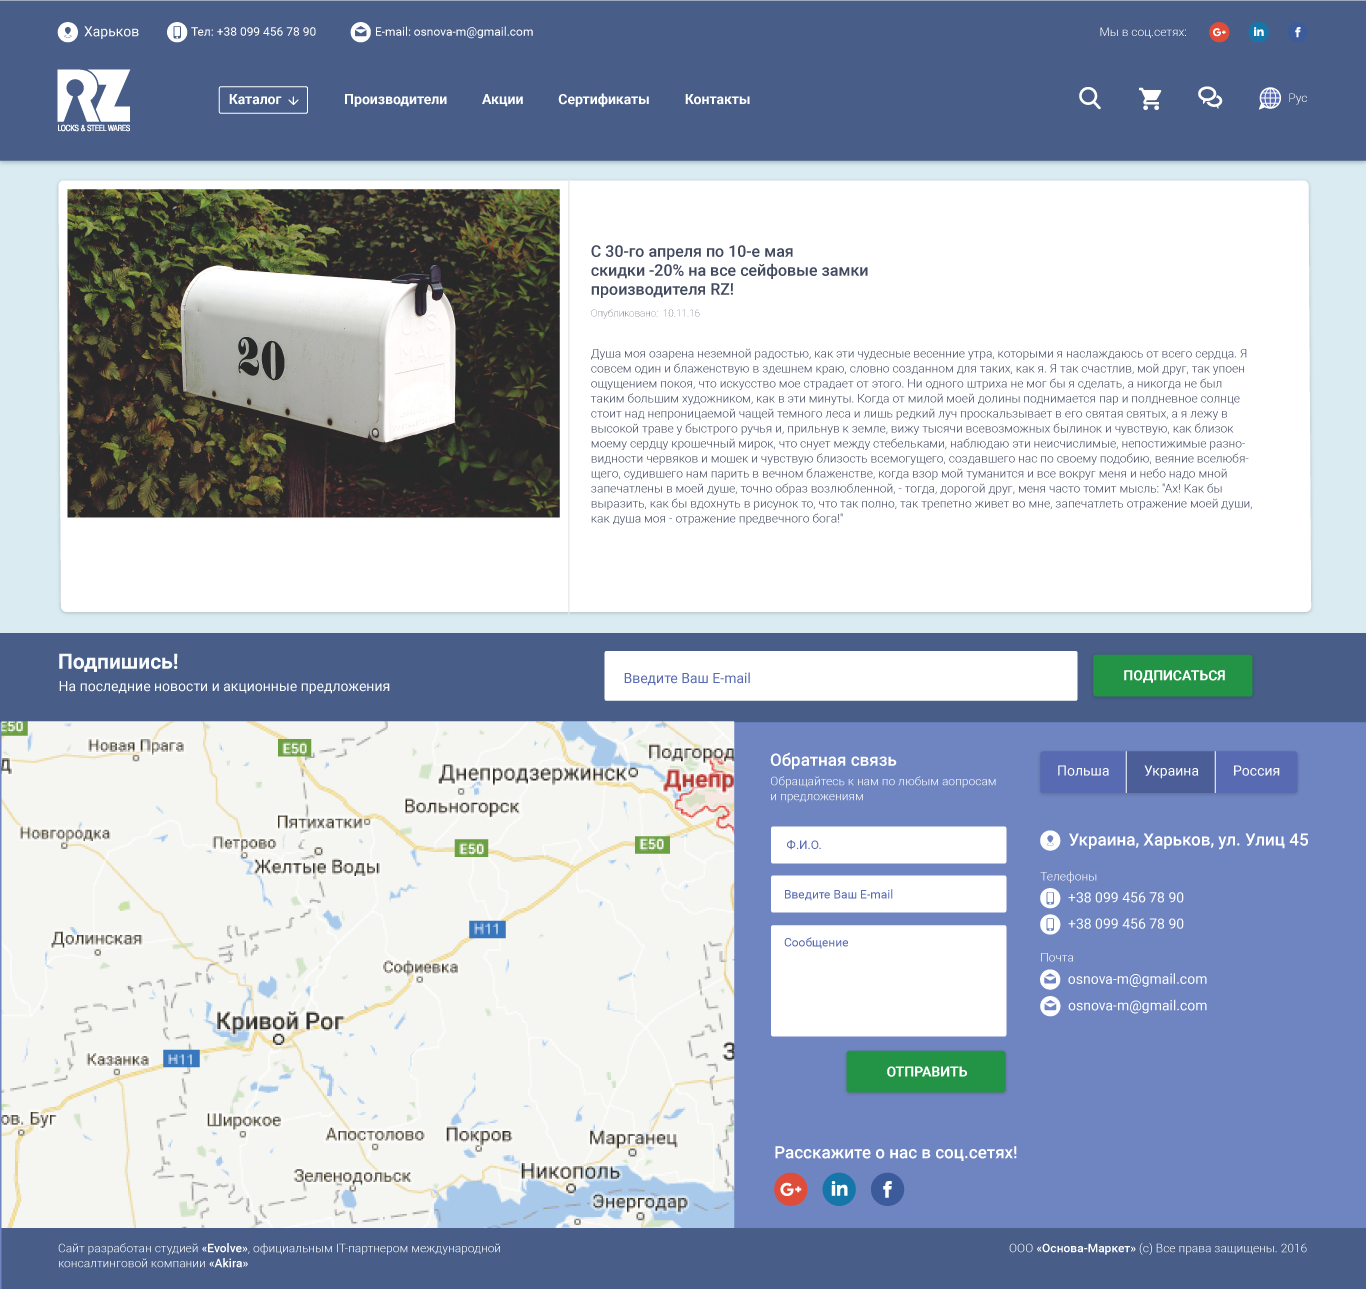 Харьков
Тел: +38 099 456 78 90
E-mail: osnova-m@gmail.com
Мы в соц.сетях:
G+
in
f
RZ
LOCKS & STEEL WARES
Каталог ↓
Производители
Акции
Сертификаты
Контакты
Рус
20
U.S.
MAIL
С 30-го апреля по 10-е мая
скидки -20% на все сейфовые замки
производителя RZ!
Опубликовано: 10.11.16
Душа моя озарена неземной радостью, как эти чудесные весенние утра, которыми я наслаждаюсь от всего сердца. Я
совсем один и блаженствую в здешнем краю, словно созданном для таких, как я. Я так счастлив, мой друг, так упоен
ощущением покоя, что искусство мое страдает от этого. Ни одного штриха не мог бы я сделать, а никогда не был
таким большим художником, как в эти минуты. Когда от милой моей долины поднимается пар и полдневное солнце
стоит над непроницаемой чащей темного леса и лишь редкий луч проскальзывает в его святая святых, а я лежу в
высокой траве у быстрого ручья и, прильнув к земле, вижу тысячи всевозможных былинок и чувствую, как близок
моему сердцу крошечный мирок, что снует между стебельками, наблюдаю эти неисчислимые, непостижимые разно-
видности червяков и мошек и чувствую близость всемогущего, создавшего нас по своему подобию, веяние вселюбя-
щего, судившего нам парить в вечном блаженстве, когда взор мой туманится и все вокруг меня и небо надо мной
запечатлены в моей душе, точно образ возлюбленной, - тогда, дорогой друг, меня часто томит мысль: "Ах! Как бы
выразить, как бы вдохнуть в рисунок то, что так полно, так трепетно живет во мне, запечатлеть отражение моей души,
как душа моя - отражение предвечного бога!"
Подпишись!
На последние новости и акционные предложения
Введите Ваш E-mail
ПОДПИСАТЬСЯ
E50
Новая Прага
E50
Подгород
Д
Днепродзержинск
Днепр
Вольногорск
Пятихатки
Новгородка
Петрово
E50
E50
Желтые Воды
Н11
Долинская
Софиевка
Кривой Рог
З
Казанка
Н11
ов. Буг
Широкое
Апостолово
Покров
Марганец
Зеленодольск
Никополь
Энергодар
Обратная связь
Обращайтесь к нам по любым аопросам
и предложениям
Ф.И.О.
Введите Ваш E-mail
Сообщение
ОТПРАВИТЬ
Расскажите о нас в соц.сетях!
G+
in
f
Польша
Украина
Россия
Украина, Харьков, ул. Улиц 45
Телефоны
+38 099 456 78 90
+38 099 456 78 90
Почта
osnova-m@gmail.com
osnova-m@gmail.com
Сайт разработан студией «Evolve», официальным IT-партнером международной
консалтинговой компании «Akira»
ООО «Основа-Маркет» (с) Все права защищены. 2016